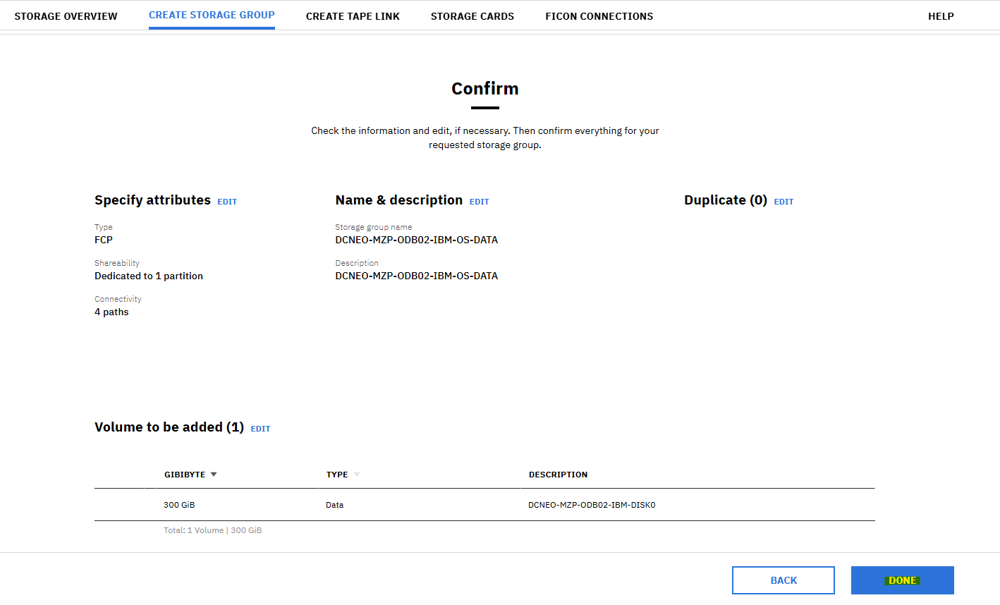 STORAGE OVERVIEW CREATE STORAGE GROUP CREATE TAPE LINK STORAGE CARDS FICON CONNECTIONS HELP
Confirm
Check the information and edit, if necessary. Then confirm everything for your
requested storage group.
Specify attributes EDIT
Type
FCP
Shareability
Dedicated to 1 partition
Connectivity
4 paths
Name & description EDIT
Storage group name
DCNEO-MZP-ODB02-IBM-OS-DATA
Description
DCNEO-MZP-ODB02-IBM-OS-DATA
Duplicate (0) EDIT
Volume to be added (1) EDIT
GIBIBYTE TYPE DESCRIPTION
300 GiB Data DCNEO-MZP-ODB02-IBM-DISK0
Total: 1 Volume | 300 GiB
BACK DONE